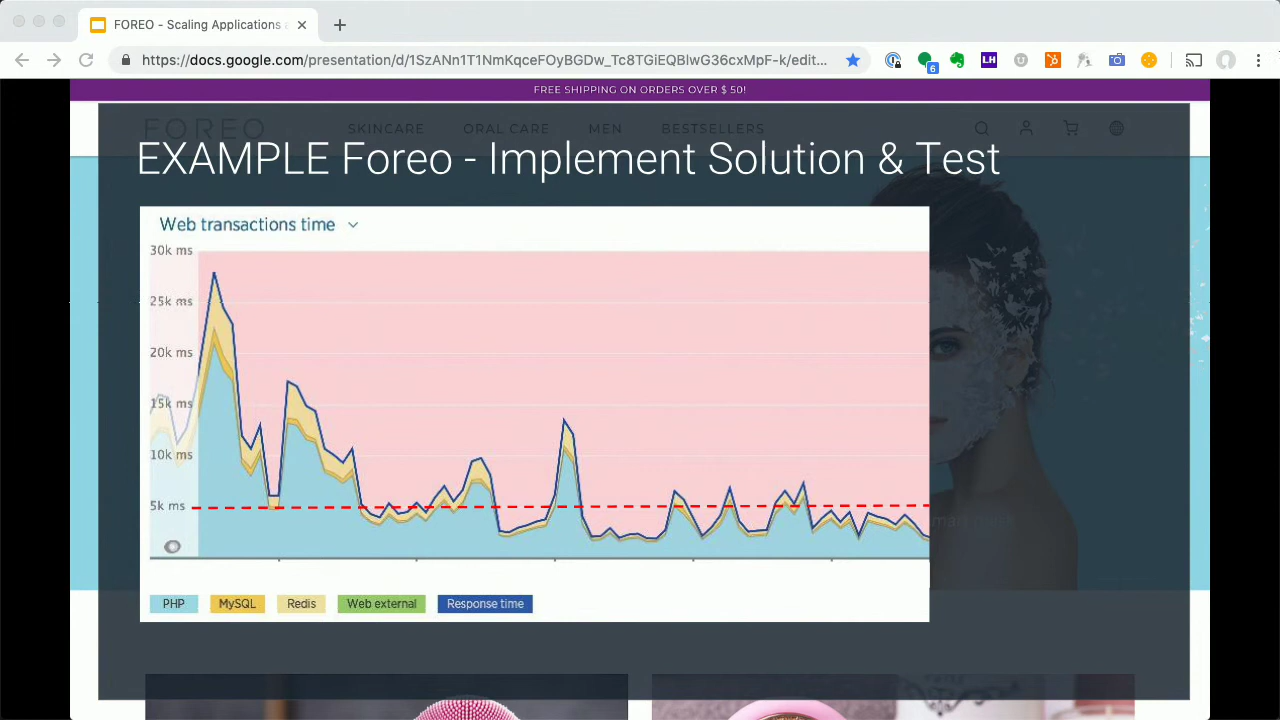 FOREO - Scaling Applications
https://docs.google.com/presentation/d/1SzANn1T1NmKqceFOyBGDw_Tc8TGiEQBlwG36cxMpF-k/edit...
6
LH
FREE SHIPPING ON ORDERS OVER $ 50!
FOREO
SKINCARE
ORAL CARE
MEN
BESTSELLERS
EXAMPLE Foreo - Implement Solution & Test
Web transactions time
30k ms
25k ms
20k ms
15k ms
10k ms
5k ms
PHP
MySQL
Redis
Web external
Response time